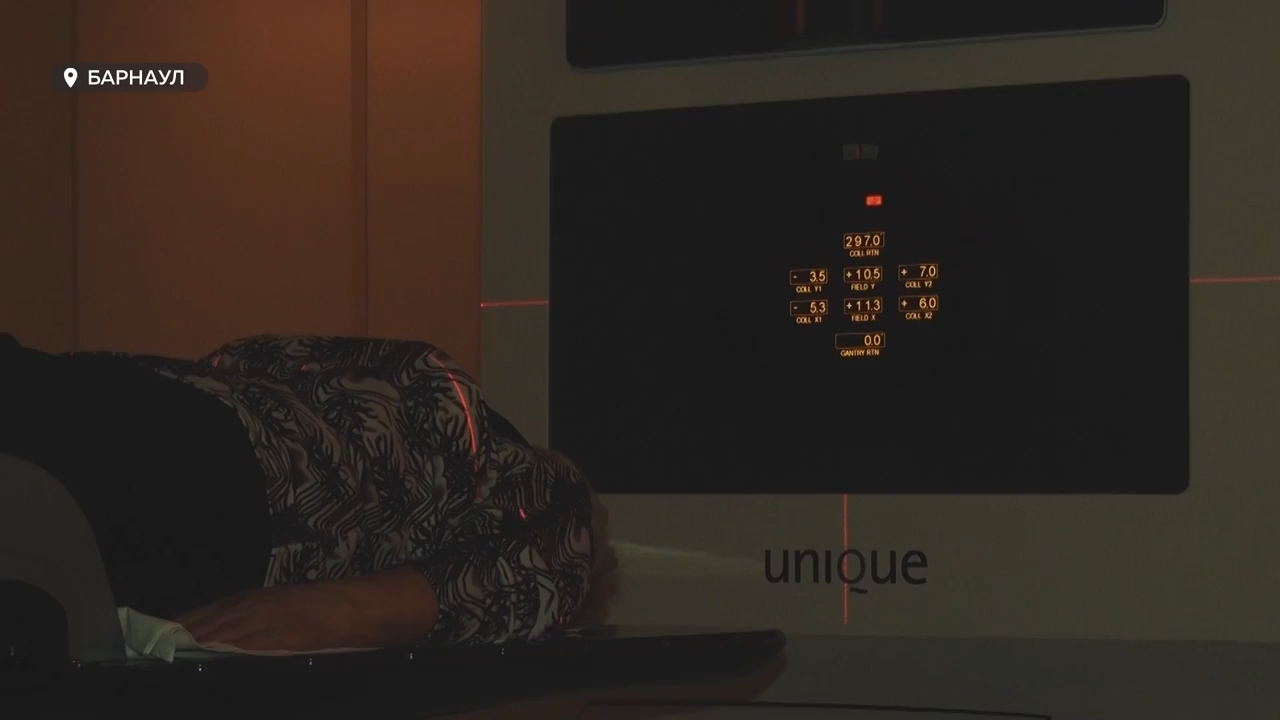 БАРНАУЛ
297.0°
COLL RTN
- 3.5 +10.5 + 7.0
COLL Y1 FIELD Y COLL Y2
- 5.3 +11.3 + 6.0
COLL X1 FIELD X COLL X2
0.0°
GANTRY RTN
unique